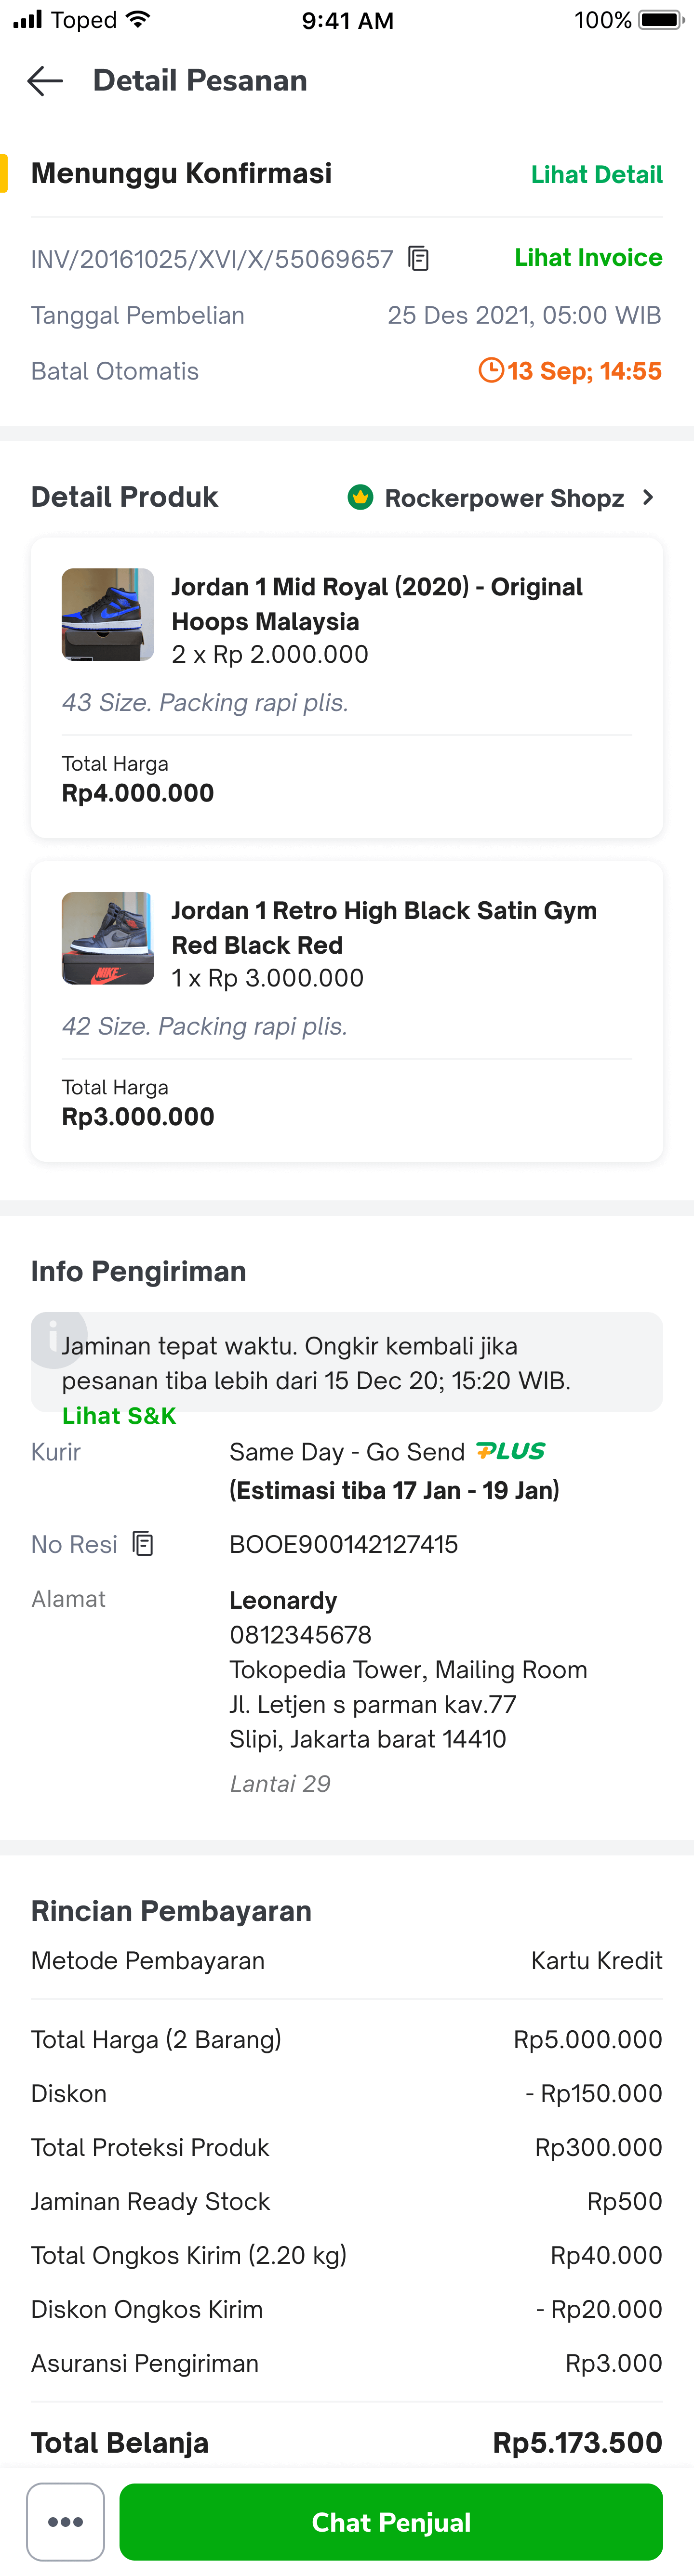 Toped 9:41 AM 100%
Detail Pesanan
Menunggu Konfirmasi Lihat Detail
INV/20161025/XVI/X/55069657 Lihat Invoice
Tanggal Pembelian 25 Des 2021, 05:00 WIB
Batal Otomatis 13 Sep; 14:55
Detail Produk Rockerpower Shopz
Jordan 1 Mid Royal (2020) - Original
Hoops Malaysia
2 x Rp 2.000.000
43 Size. Packing rapi plis.
Total Harga
Rp4.000.000
Jordan 1 Retro High Black Satin Gym
Red Black Red
NIKE
1 x Rp 3.000.000
42 Size. Packing rapi plis.
Total Harga
Rp3.000.000
Info Pengiriman
Jaminan tepat waktu. Ongkir kembali jika
pesanan tiba lebih dari 15 Dec 20; 15:20 WIB.
Lihat S&K
Kurir Same Day - Go Send PLUS
(Estimasi tiba 17 Jan - 19 Jan)
No Resi BOOE900142127415
Alamat Leonardy
0812345678
Tokopedia Tower, Mailing Room
Jl. Letjen s parman kav.77
Slipi, Jakarta barat 14410
Lantai 29
Rincian Pembayaran
Metode Pembayaran Kartu Kredit
Total Harga (2 Barang) Rp5.000.000
Diskon - Rp150.000
Total Proteksi Produk Rp300.000
Jaminan Ready Stock Rp500
Total Ongkos Kirim (2.20 kg) Rp40.000
Diskon Ongkos Kirim - Rp20.000
Asuransi Pengiriman Rp3.000
Total Belanja Rp5.173.500
Chat Penjual